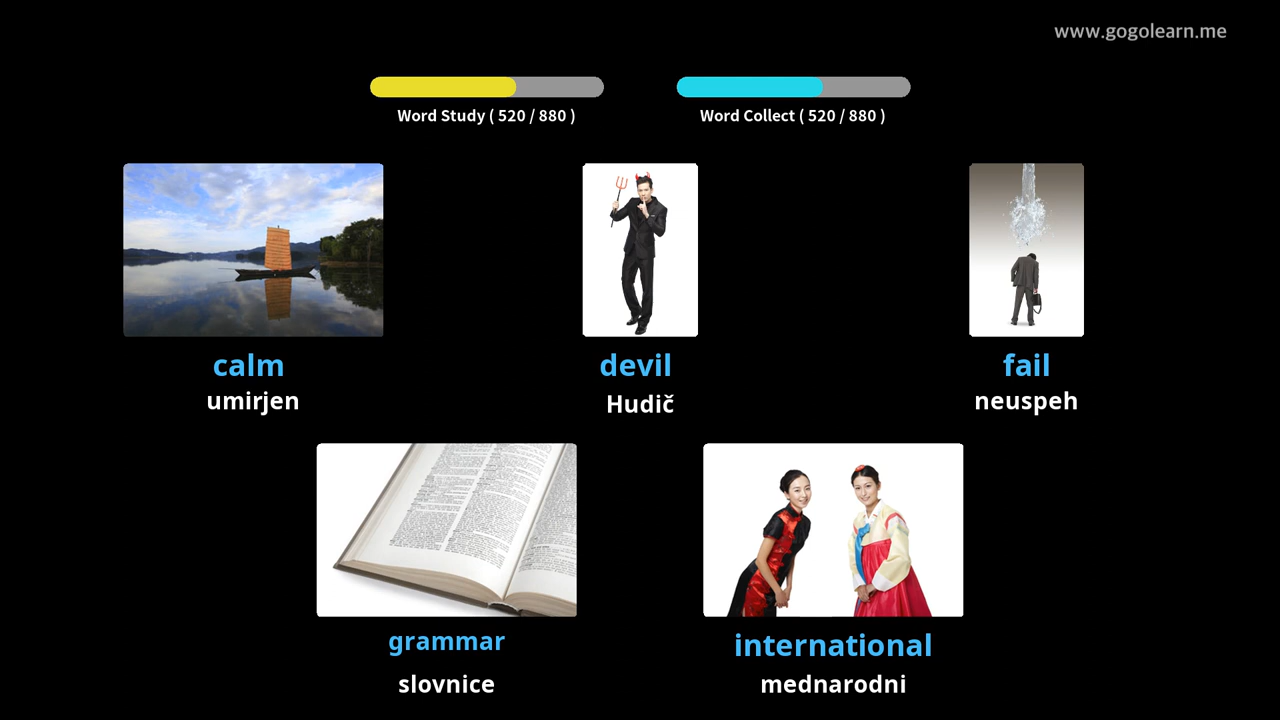 www.gogolearn.me
Word Study ( 520 / 880 )
Word Collect ( 520 / 880 )
calm
umirjen
devil
Hudič
fail
neuspeh
grammar
slovnice
international
mednarodni